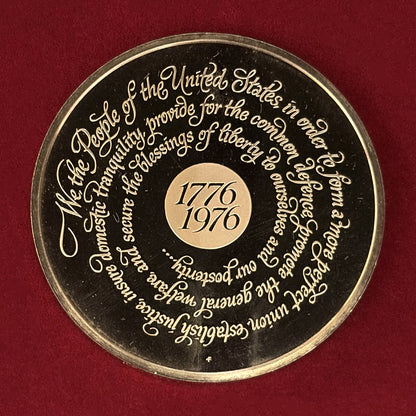 We the People of the United States, in order to form a more perfect union, establish justice, insure domestic tranquility, provide for the common defence, promote the general welfare and secure the blessings of liberty to ourselves and our posterity...
1776
1976